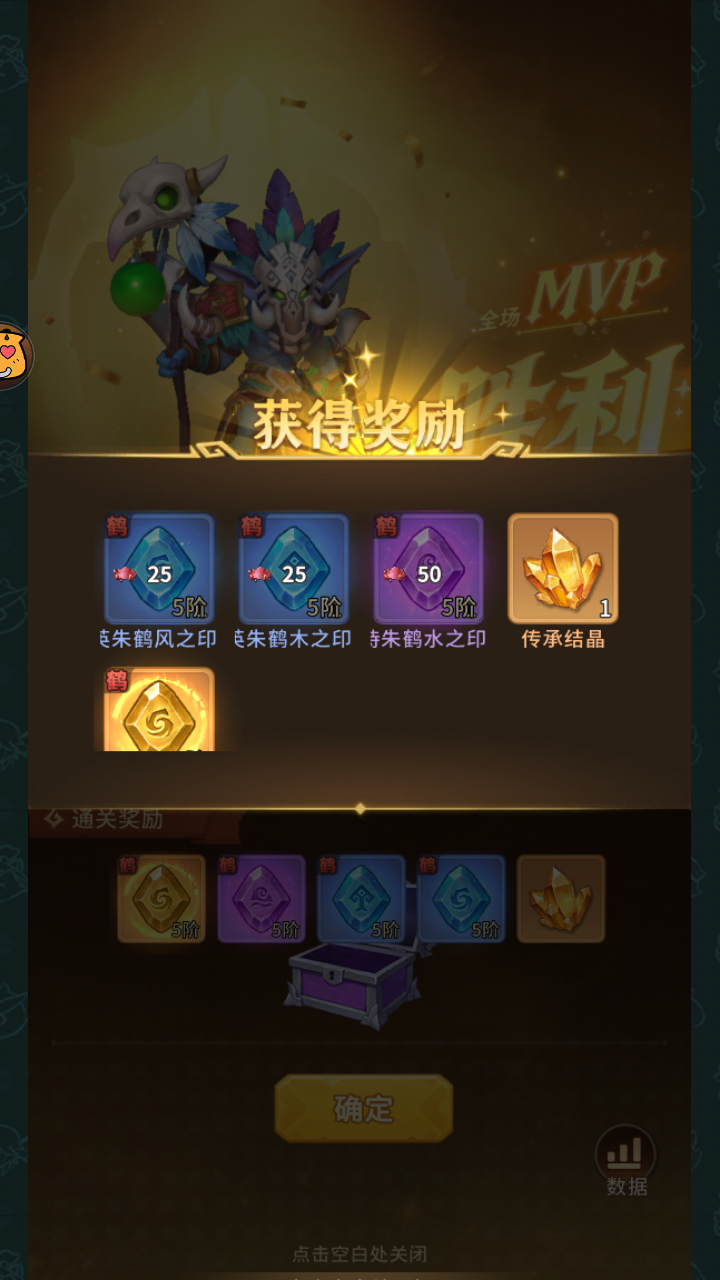 全场 MVP
胜利
获得奖励
鹤 25 5阶
鹤 25 5阶
鹤 50 5阶
1
英朱鹤风之印
英朱鹤木之印
特朱鹤水之印
传承结晶
鹤
通关奖励
鹤 5阶
鹤 5阶
鹤 5阶
鹤 5阶
确定
数据
点击空白处关闭